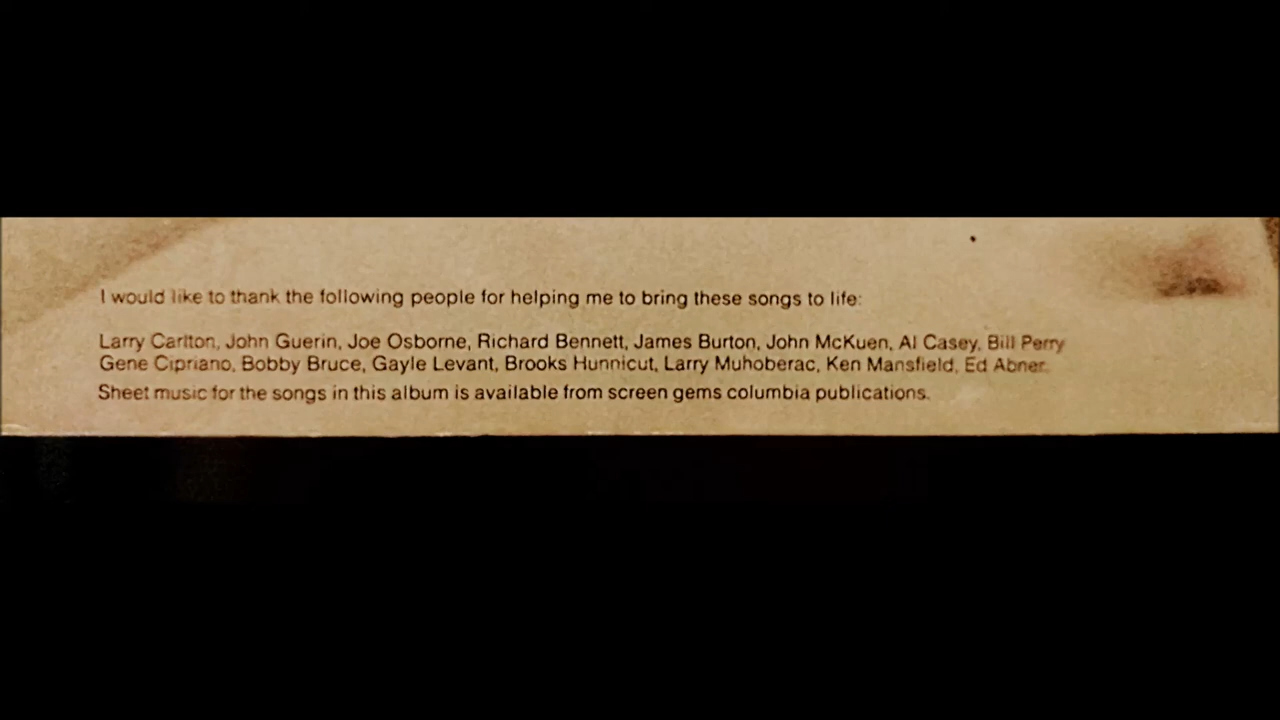 I would like to thank the following people for helping me to bring these songs to life:
Larry Carlton, John Guerin, Joe Osborne, Richard Bennett, James Burton, John McKuen, Al Casey, Bill Perry
Gene Cipriano, Bobby Bruce, Gayle Levant, Brooks Hunnicut, Larry Muhoberac, Ken Mansfield, Ed Abner.
Sheet music for the songs in this album is available from screen gems columbia publications.